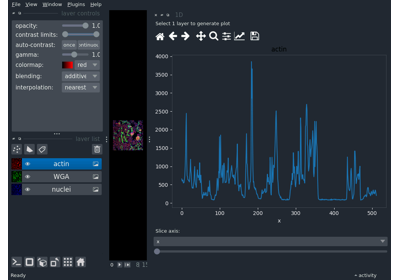 File View Window Plugins Help
layer controls
opacity: 1.0
contrast limits:
auto-contrast: once
gamma: 1.0
colormap: red
blending: additive
interpolation: nearest
layer list
actin
WGA
nuclei
Ready
1D
Select 1 layer to generate plot
actin
4000
3500
3000
2500
2000
1500
1000
500
0
0 100 200 300 400 500
x
Slice axis:
x
activity